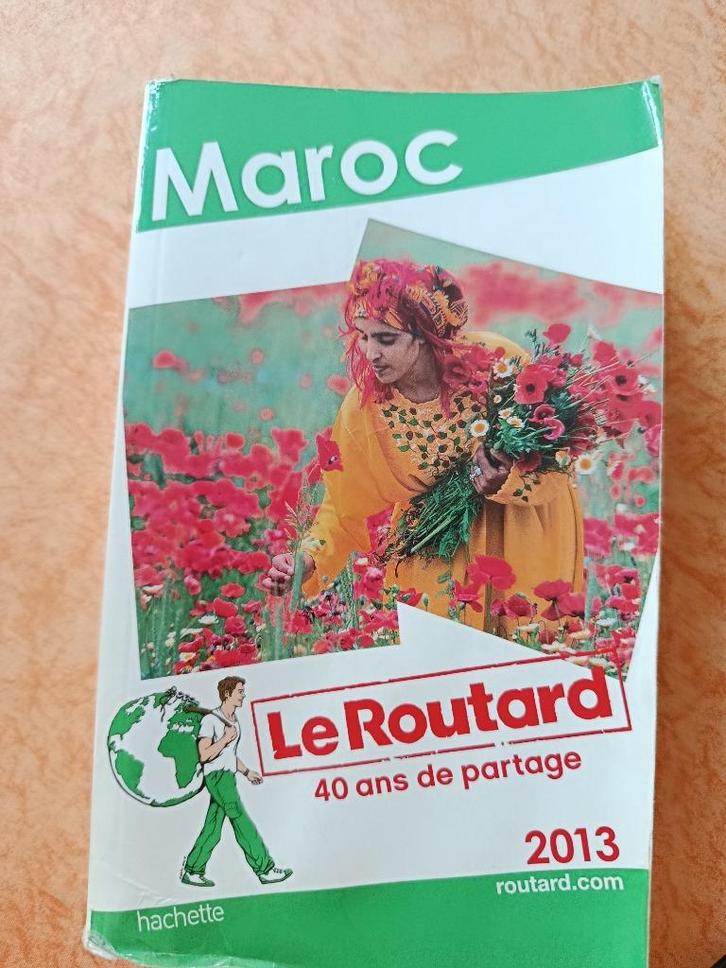 Maroc
Le Routard
40 ans de partage
2013
routard.com
hachette